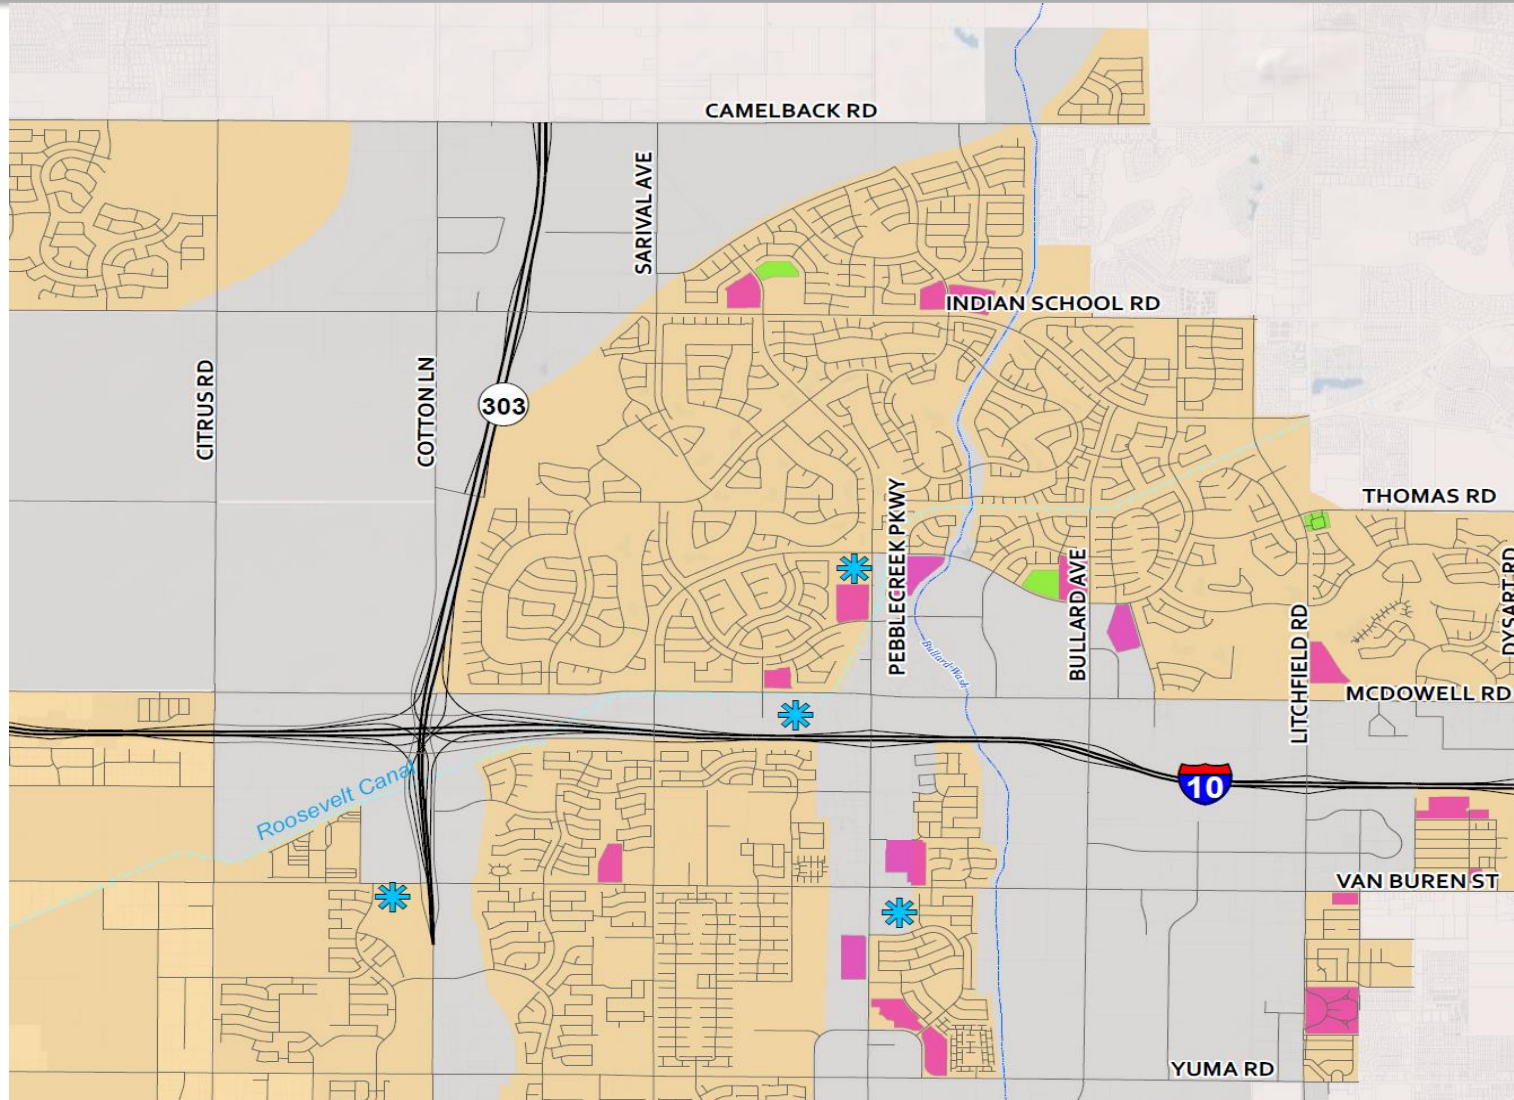 CAMELBACK RD
SARIVAL AVE
INDIAN SCHOOL RD
CITRUS RD
COTTON LN
303
THOMAS RD
PEBBLECREEK PKWY
BULLARD AVE
DYSART RD
LITCHFIELD RD
Bullard Wash
MCDOWELL RD
Roosevelt Canal
10
VAN BUREN ST
YUMA RD